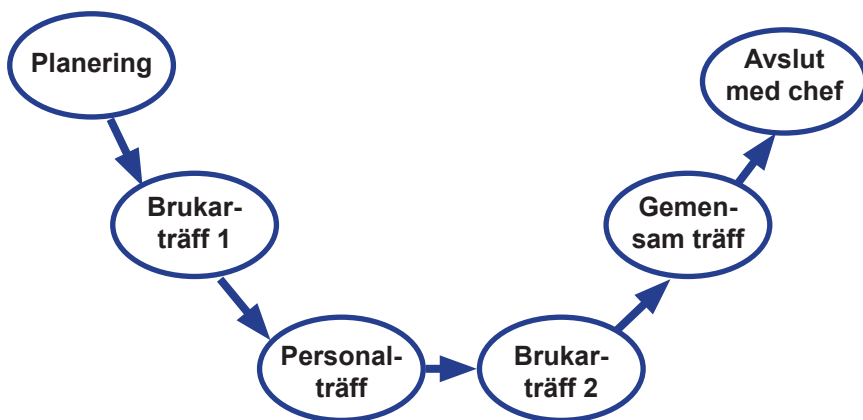 Planering
Brukar-
träff 1
Personal-
träff
Brukar-
träff 2
Gemen-
sam träff
Avslut
med chef